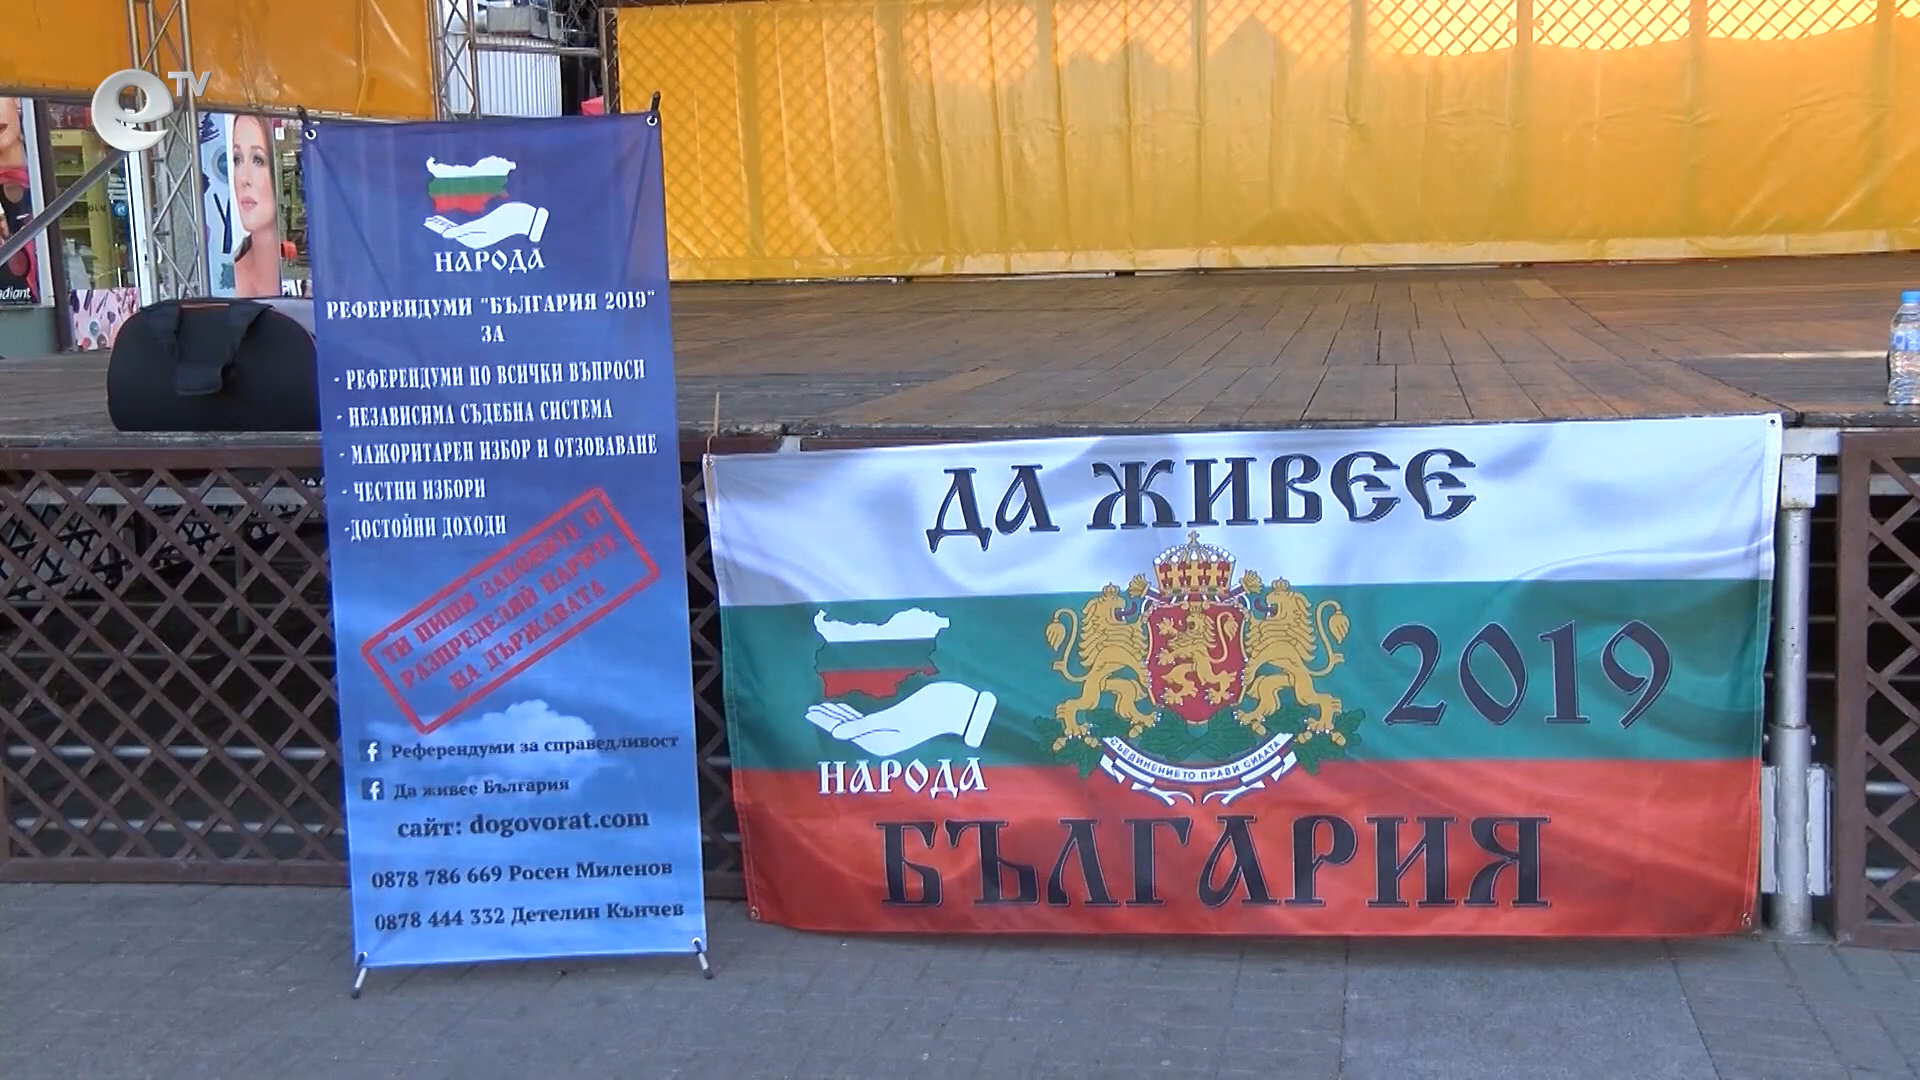 e TV
НАРОДА
РЕФЕРЕНДУМИ "БЪЛГАРИЯ 2019"
ЗА
- РЕФЕРЕНДУМИ ПО ВСИЧКИ ВЪПРОСИ
- НЕЗАВИСИМА СЪДЕБНА СИСТЕМА
- МАЖОРИТАРЕН ИЗБОР И ОТЗОВАВАНЕ
- ЧЕСТНИ ИЗБОРИ
-ДОСТОЙНИ ДОХОДИ
ТИ ПИШИ ЗАКОНИТЕ И
РАЗПРЕДЕЛЯЙ ПАРИТЕ
НА ДЪРЖАВАТА
Референдуми за справедливост
Да живее България
сайт: dogovorat.com
0878 786 669 Росен Миленов
0878 444 332 Детелин Кънчев
ДА ЖИВЕЕ
2019
НАРОДА
СЪЕДИНЕНИЕТО ПРАВИ СИЛАТА
БЪЛГАРИЯ
adiant